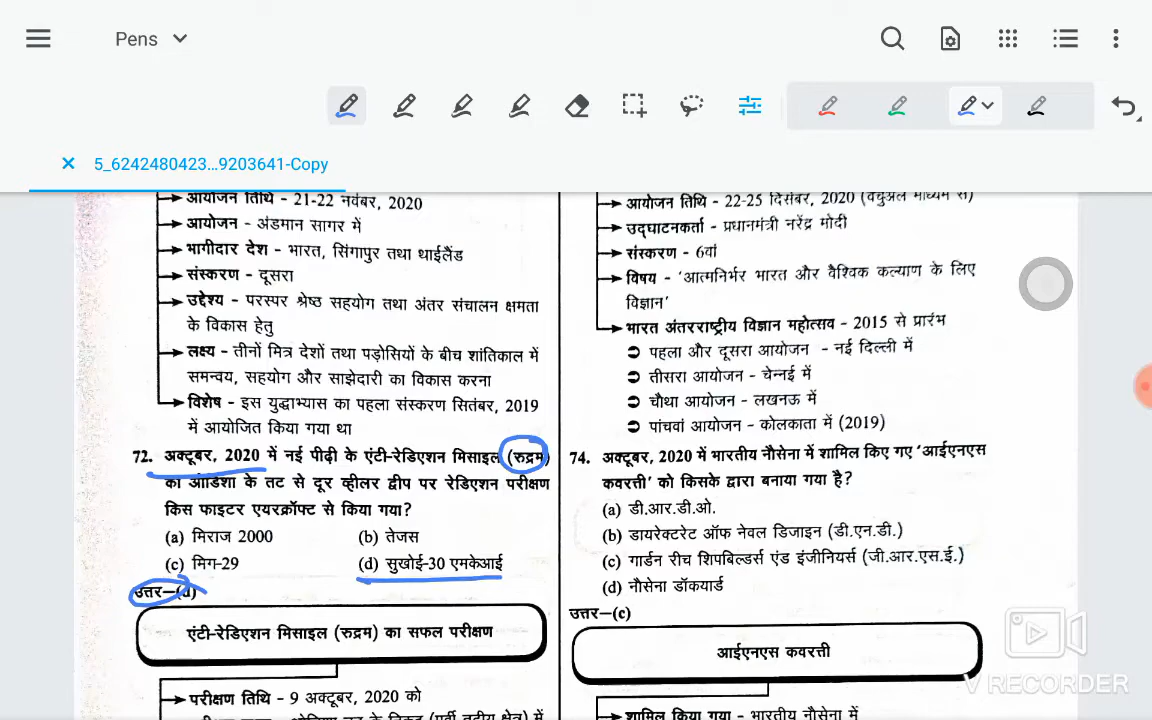 Pens
5_6242480423...9203641-Copy
आयोजन तिथि - 21-22 नवंबर, 2020
आयोजन - अंडमान सागर में
भागीदार देश - भारत, सिंगापुर तथा थाईलैंड
संस्करण - दूसरा
उद्देश्य - परस्पर श्रेष्ठ सहयोग तथा अंतर संचालन क्षमता
के विकास हेतु
लक्ष्य - तीनों मित्र देशों तथा पड़ोसियों के बीच शांतिकाल में
समन्वय, सहयोग और साझेदारी का विकास करना
विशेष - इस युद्धाभ्यास का पहला संस्करण सितंबर, 2019
में आयोजित किया गया था
72. अक्टूबर, 2020 में नई पीढ़ी के एंटी-रेडिएशन मिसाइल (रुद्रम)
का ओडिशा के तट से दूर व्हीलर द्वीप पर रेडिएशन परीक्षण
किस फाइटर एयरक्रॉफ्ट से किया गया?
(a) मिराज 2000 (b) तेजस
(c) मिग-29 (d) सुखोई-30 एमकेआई
उत्तर—(d)
एंटी-रेडिएशन मिसाइल (रुद्रम) का सफल परीक्षण
परीक्षण तिथि - 9 अक्टूबर, 2020 को
आयोजन तिथि - 22-25 दिसंबर, 2020 (वर्चुअल माध्यम से)
उद्घाटनकर्ता - प्रधानमंत्री नरेंद्र मोदी
संस्करण - 6वां
विषय - 'आत्मनिर्भर भारत और वैश्विक कल्याण के लिए
विज्ञान'
भारत अंतरराष्ट्रीय विज्ञान महोत्सव - 2015 से प्रारंभ
पहला और दूसरा आयोजन - नई दिल्ली में
तीसरा आयोजन - चेन्नई में
चौथा आयोजन - लखनऊ में
पांचवां आयोजन - कोलकाता में (2019)
74. अक्टूबर, 2020 में भारतीय नौसेना में शामिल किए गए 'आईएनएस
कवरत्ती' को किसके द्वारा बनाया गया है?
(a) डी.आर.डी.ओ.
(b) डायरेक्टरेट ऑफ नेवल डिजाइन (डी.एन.डी.)
(c) गार्डन रीच शिपबिल्डर्स एंड इंजीनियर्स (जी.आर.एस.ई.)
(d) नौसेना डॉकयार्ड
उत्तर—(c)
आईएनएस कवरत्ती
शामिल किया गया - भारतीय नौसेना में
V RECORDER